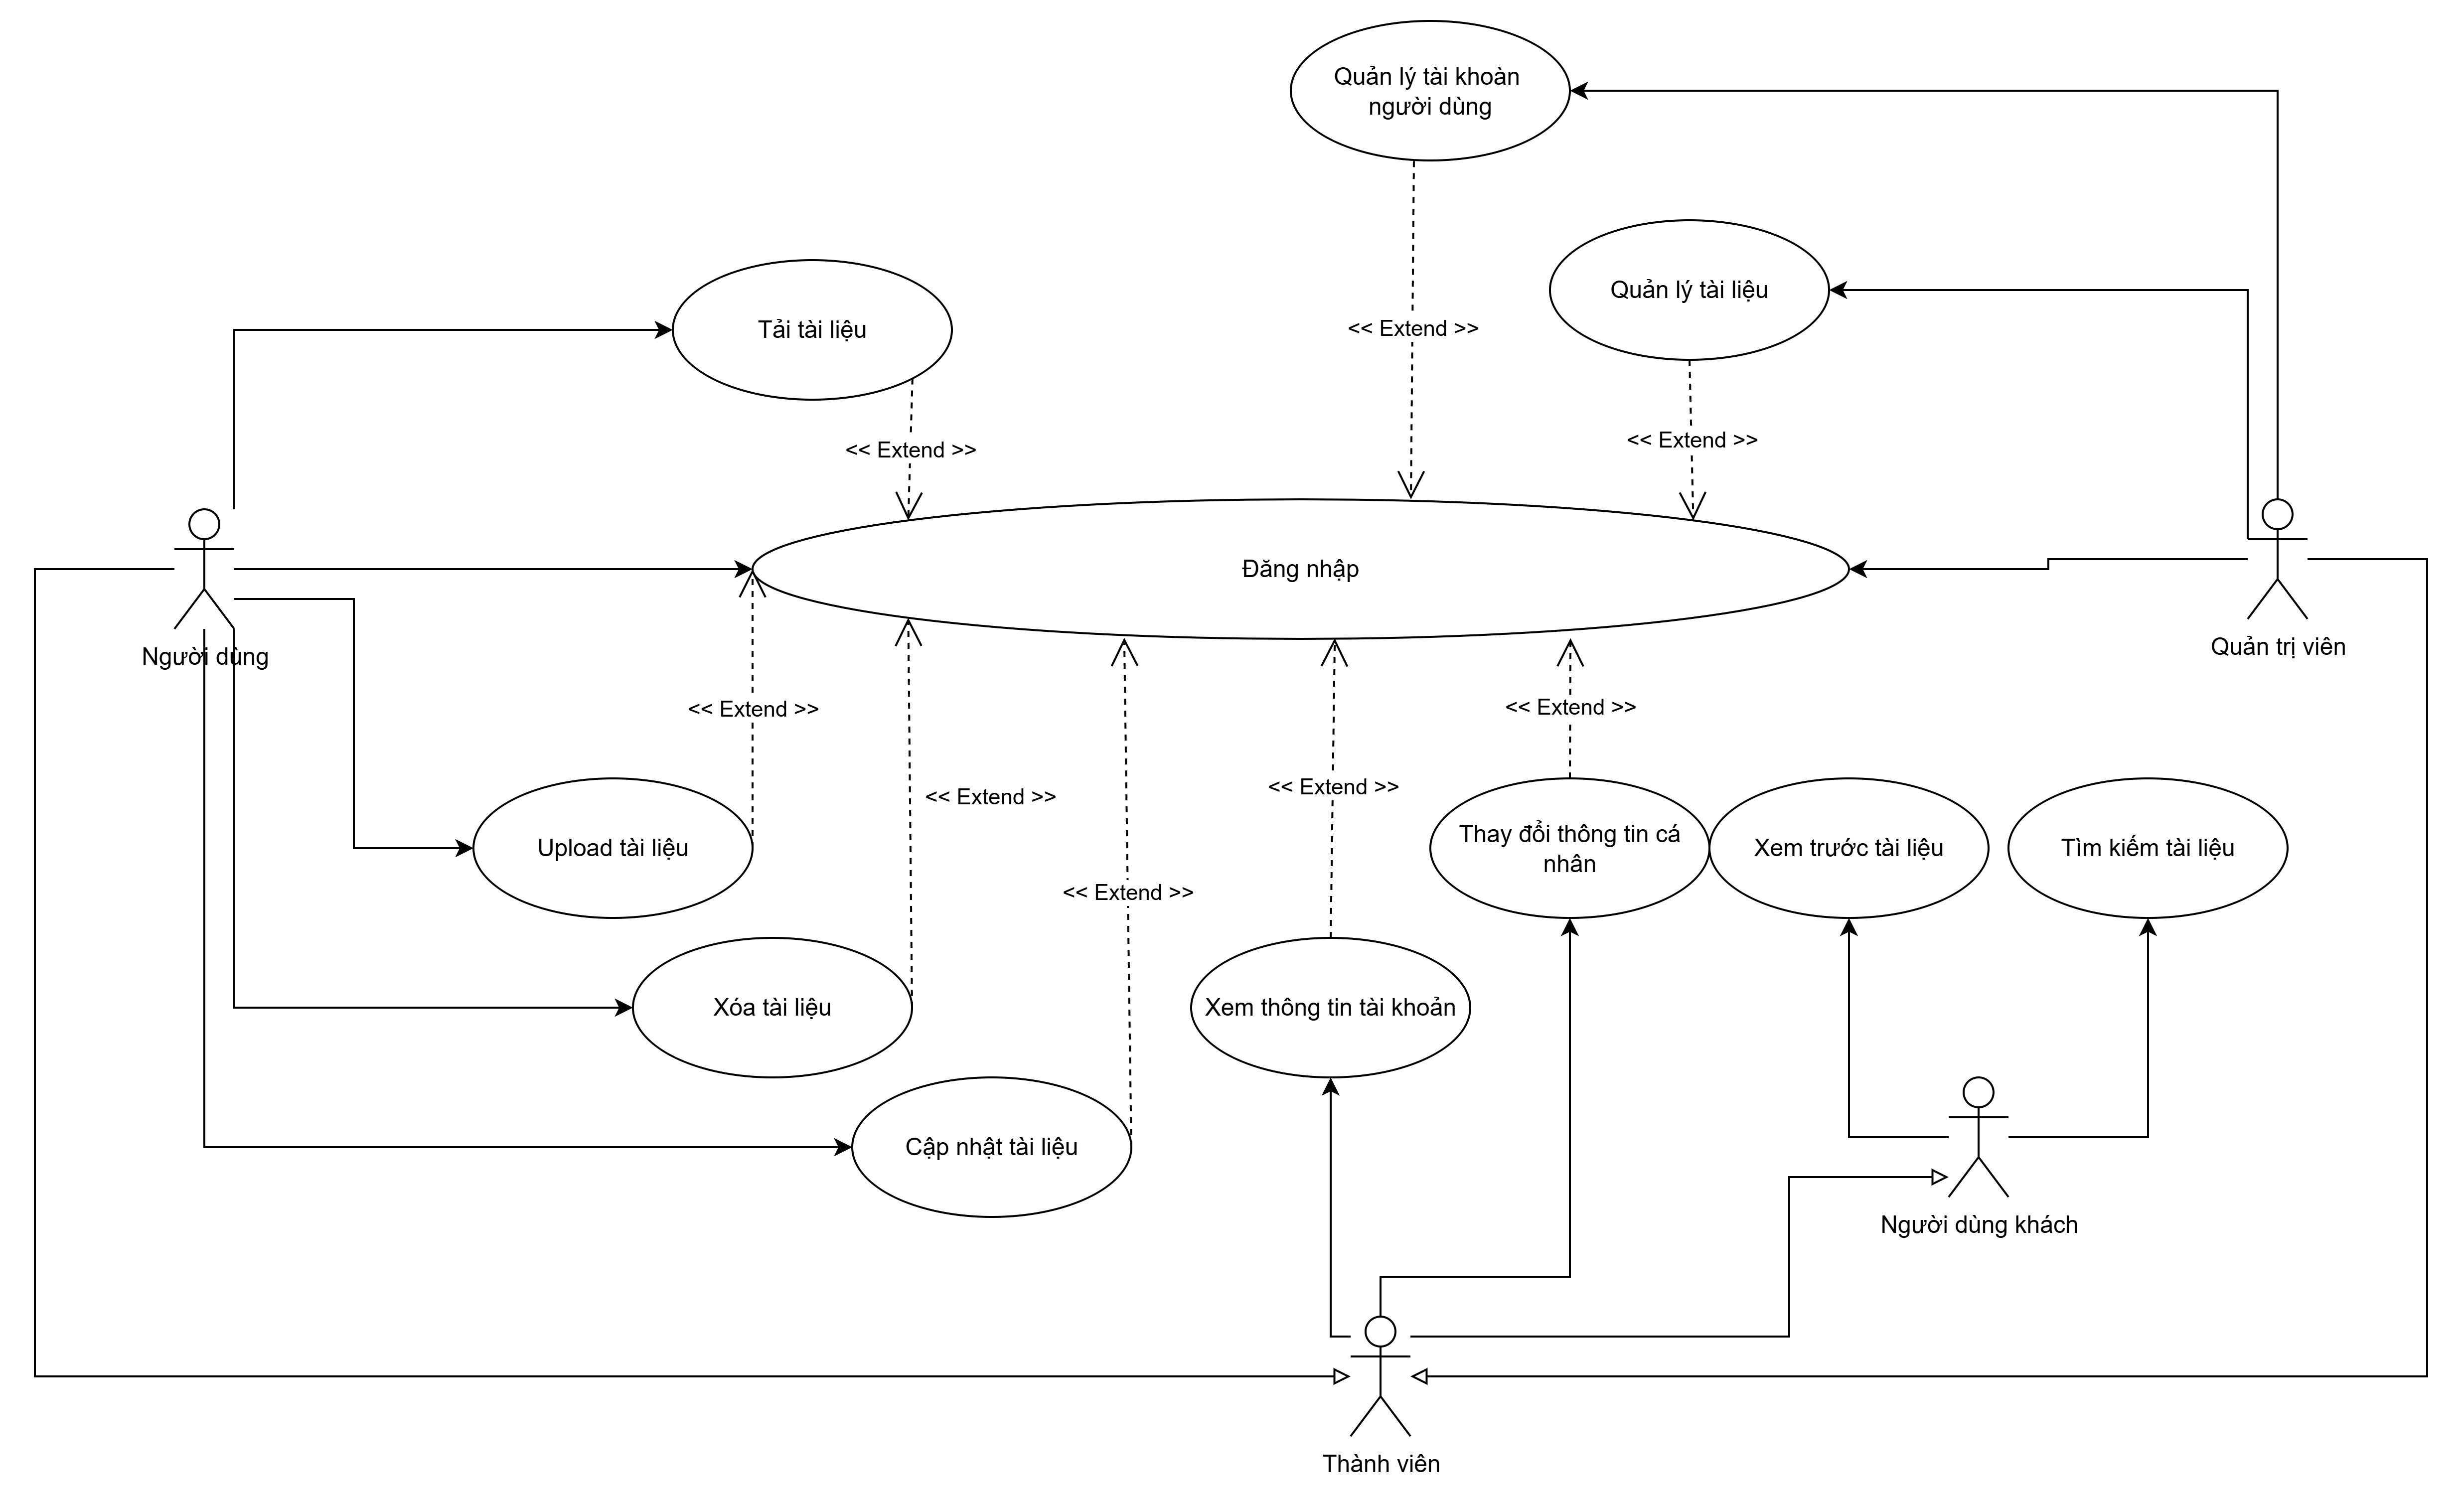 Quản lý tài khoàn
người dùng
Quản lý tài liệu
Tải tài liệu
<< Extend >>
<< Extend >>
<< Extend >>
Đăng nhập
Người dùng
Quản trị viên
<< Extend >>
<< Extend >>
<< Extend >>
<< Extend >>
<< Extend >>
Upload tài liệu
Thay đổi thông tin cá
nhân
Xem trước tài liệu
Tìm kiếm tài liệu
Xóa tài liệu
Xem thông tin tài khoản
Cập nhật tài liệu
Người dùng khách
Thành viên